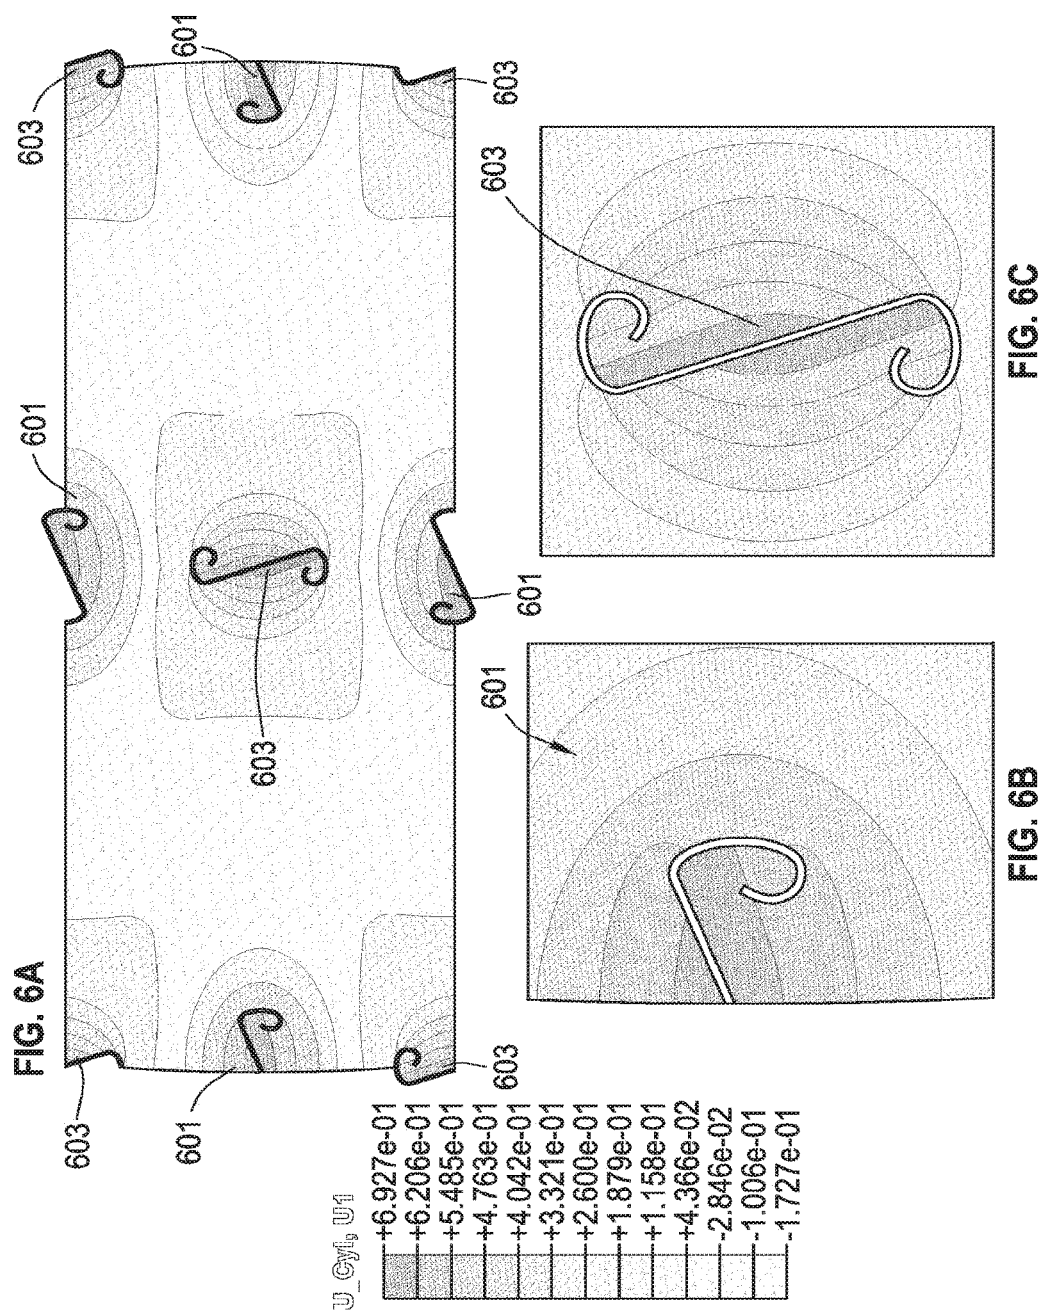 FIG. 6A
603
601
603
601
603
601
603
601
603
601
603
FIG. 6B
FIG. 6C
U_Cyl, U1
+6.927e-01
+6.206e-01
+5.485e-01
+4.763e-01
+4.042e-01
+3.321e-01
+2.600e-01
+1.879e-01
+1.158e-01
+4.366e-02
-2.846e-02
-1.006e-01
-1.727e-01